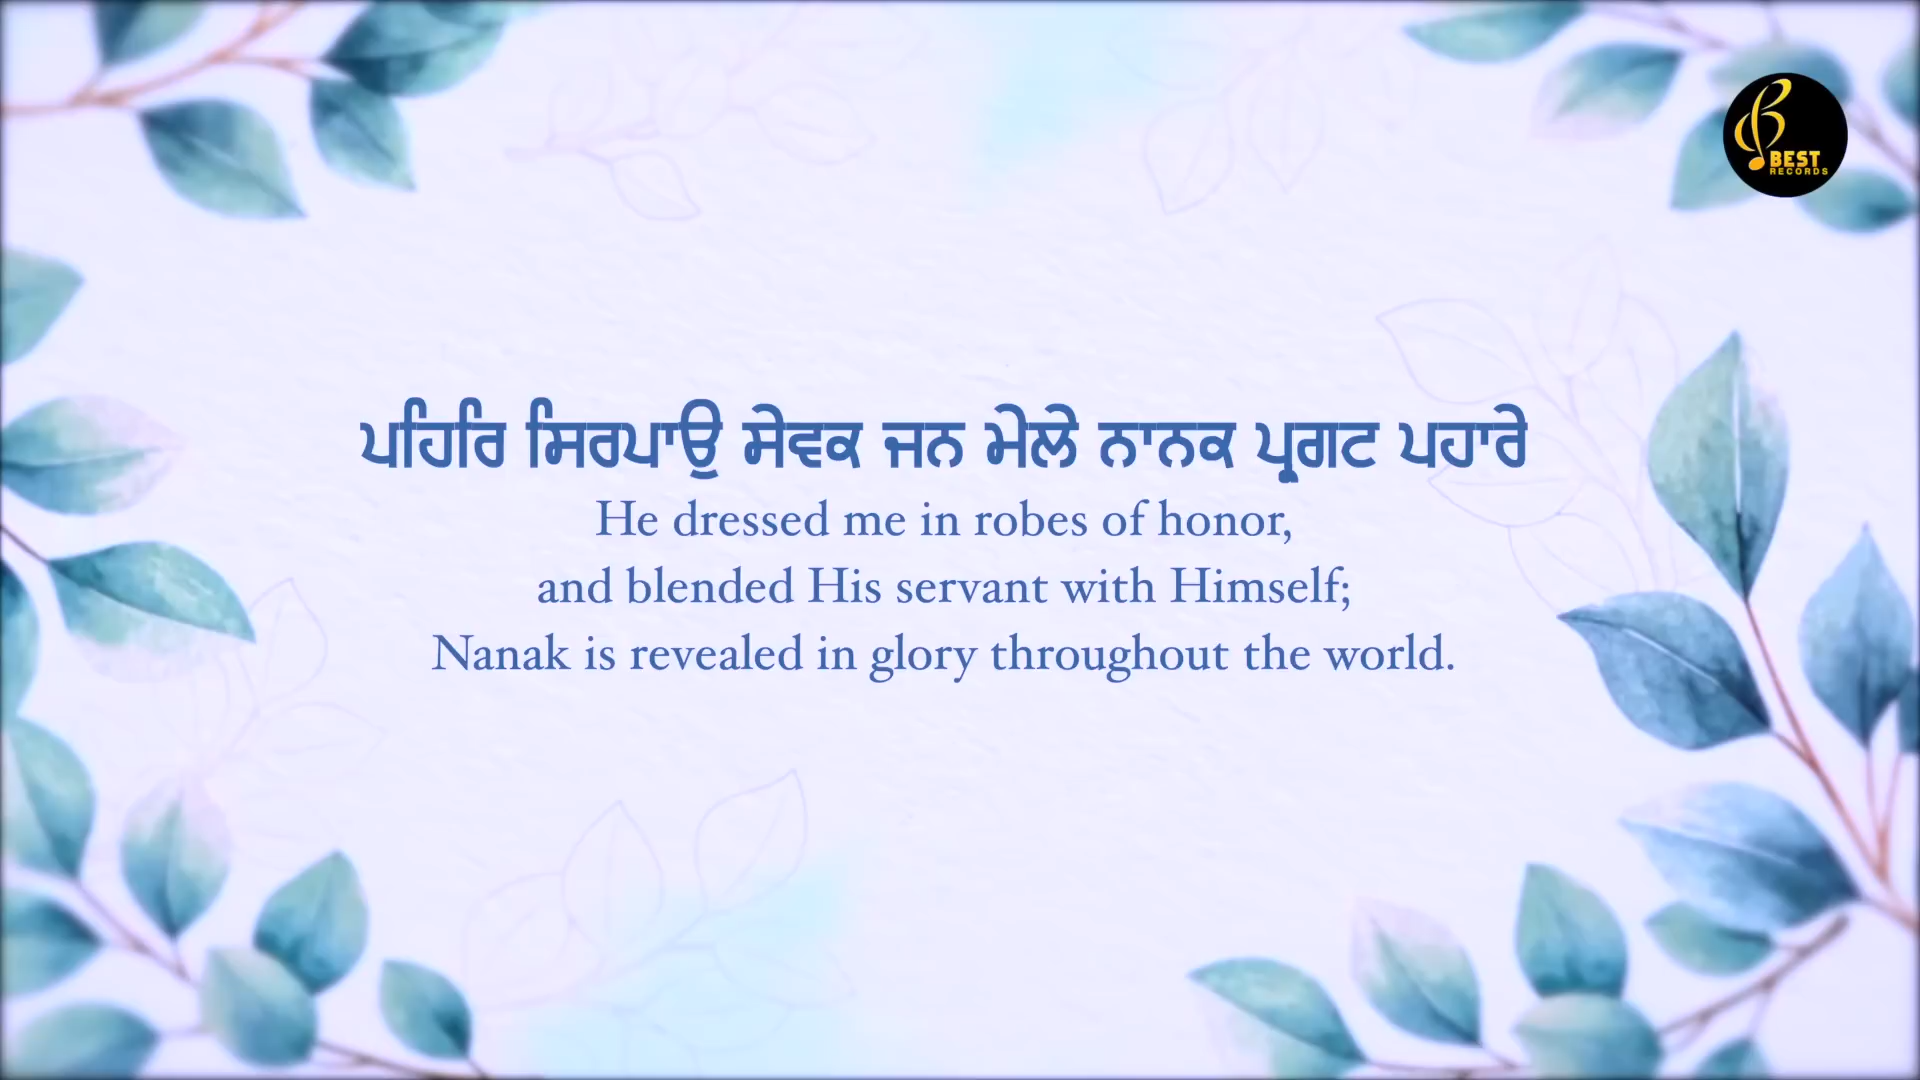 BEST
RECORDS
ਪਹਿਰਿ ਸਿਰਪਾਉ ਸੇਵਕ ਜਨ ਮੇਲੇ ਨਾਨਕ ਪ੍ਰਗਟ ਪਹਾਰੇ
He dressed me in robes of honor,
and blended His servant with Himself;
Nanak is revealed in glory throughout the world.